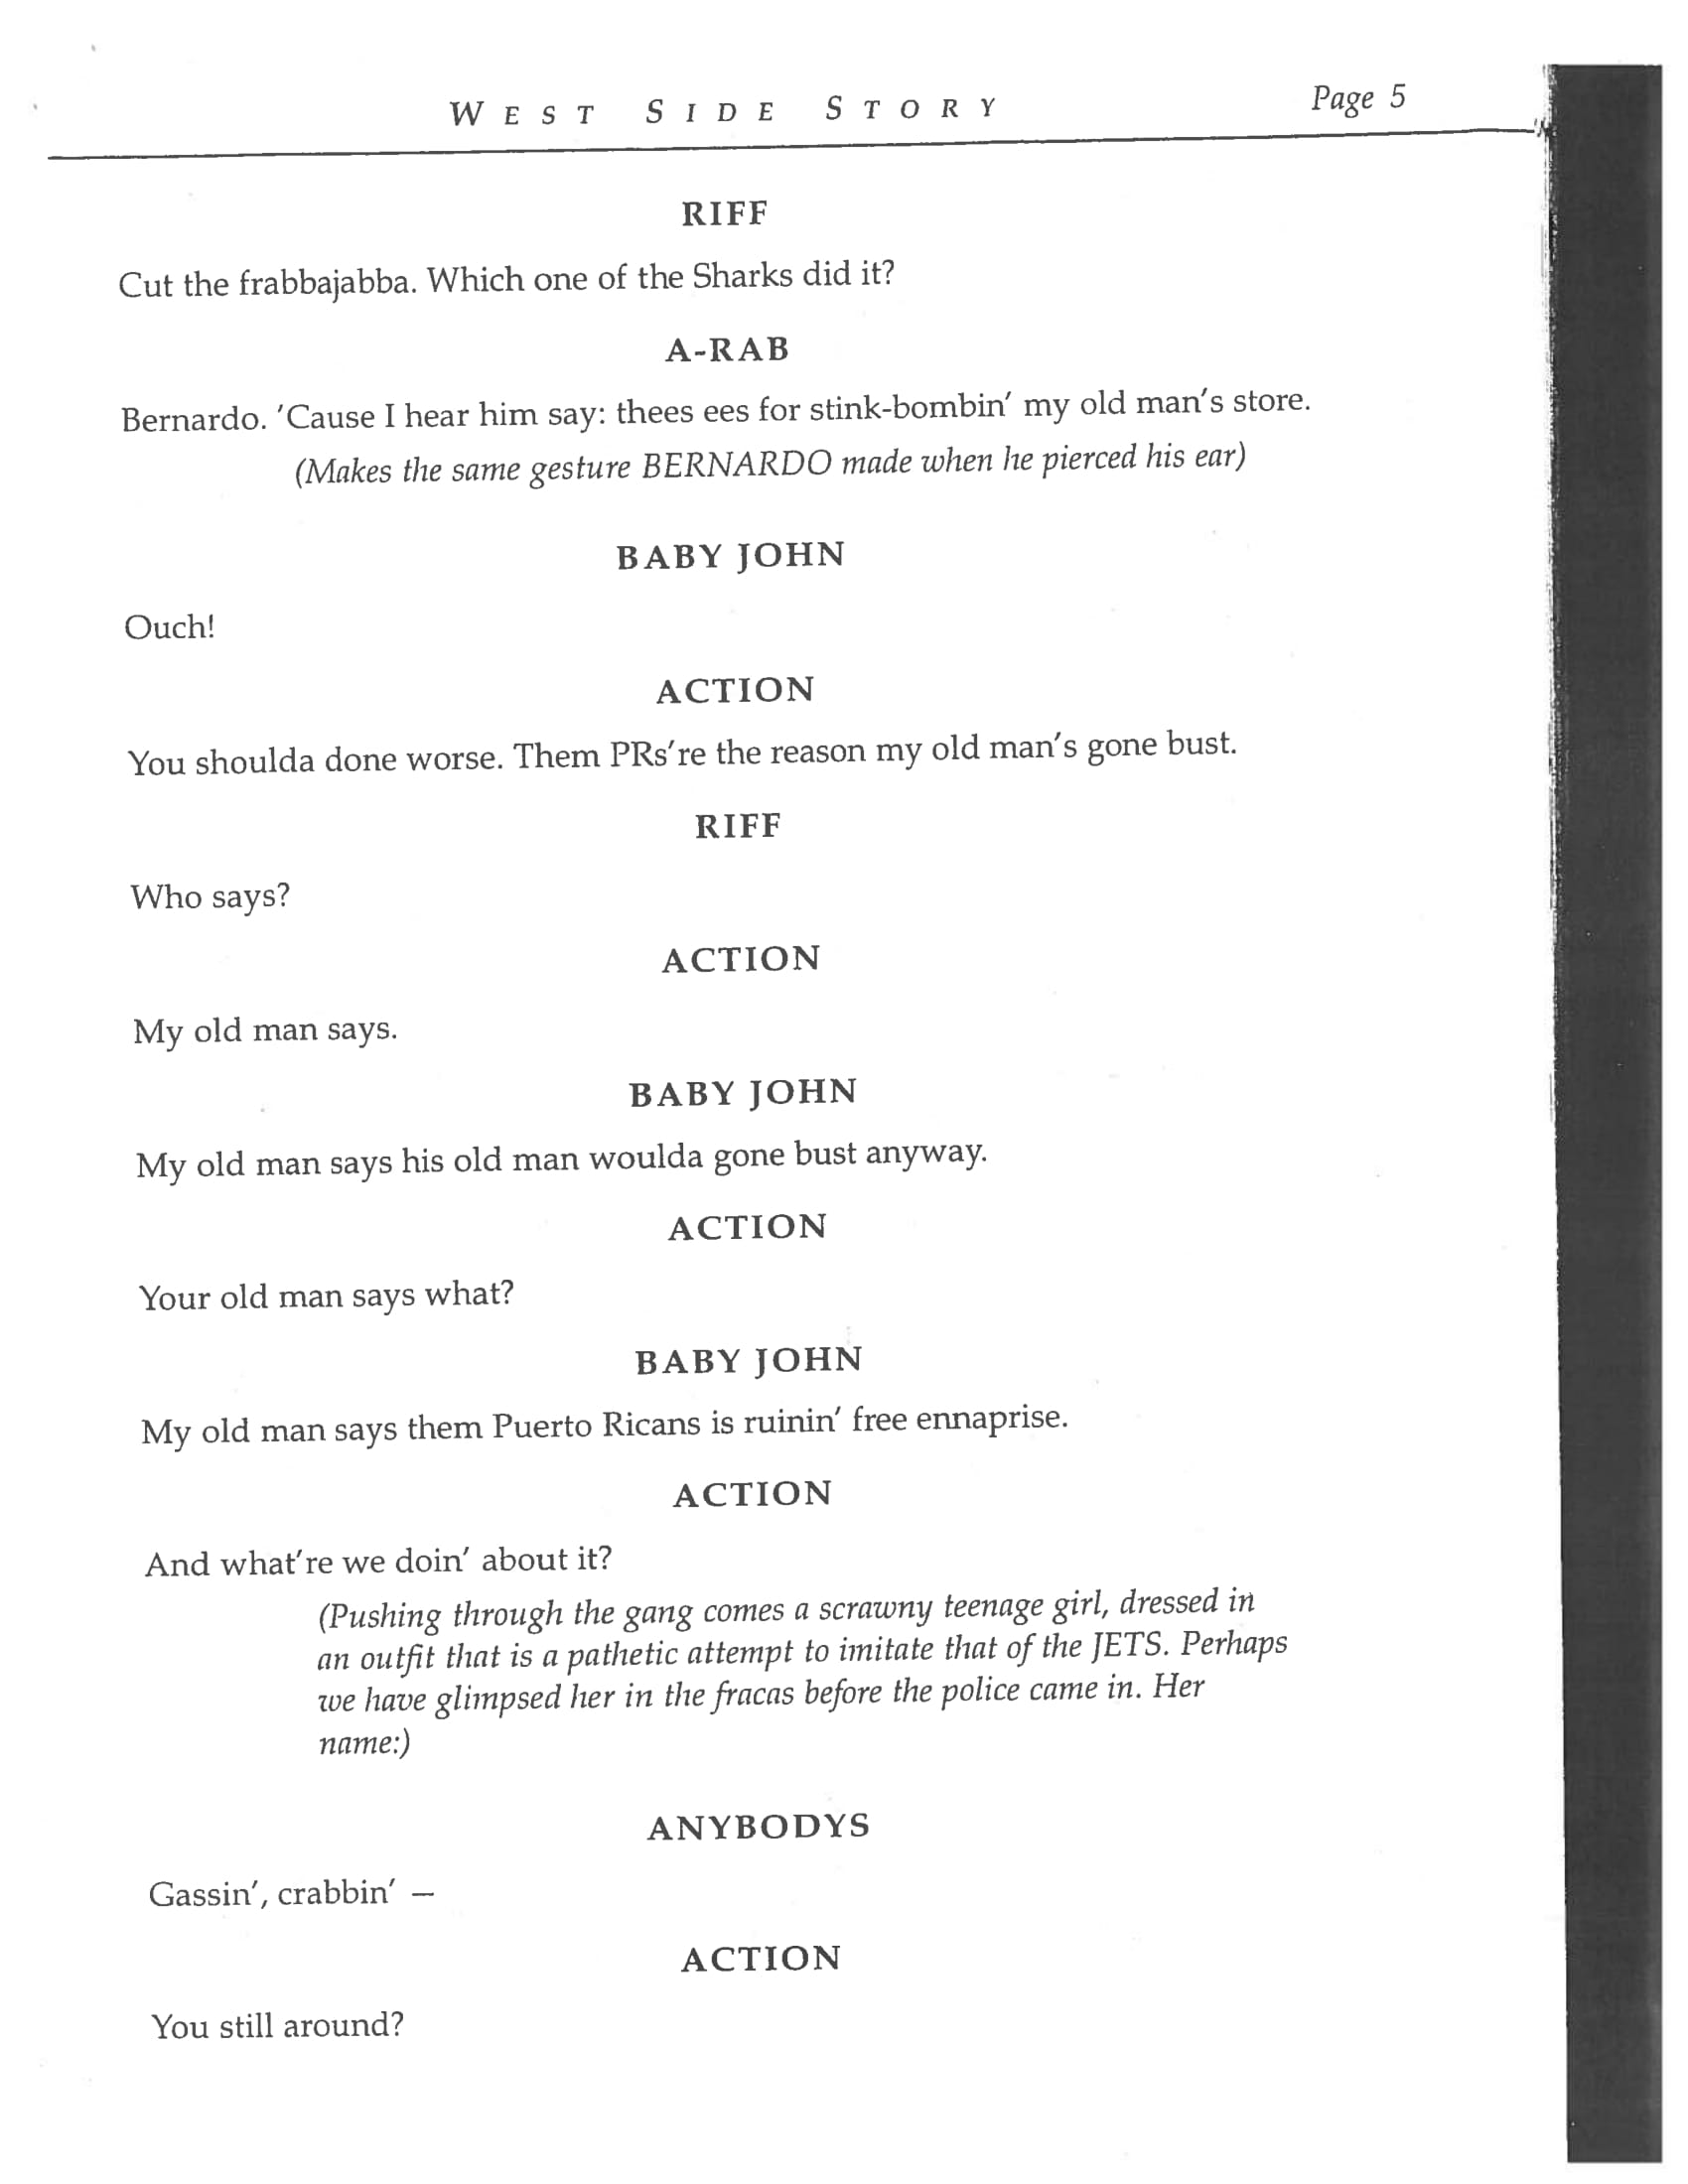 WEST SIDE STORY Page 5
RIFF
Cut the frabbajabba. Which one of the Sharks did it?
A-RAB
Bernardo. 'Cause I hear him say: thees ees for stink-bombin' my old man's store.
(Makes the same gesture BERNARDO made when he pierced his ear)
BABY JOHN
Ouch!
ACTION
You shoulda done worse. Them PRs're the reason my old man's gone bust.
RIFF
Who says?
ACTION
My old man says.
BABY JOHN
My old man says his old man woulda gone bust anyway.
ACTION
Your old man says what?
BABY JOHN
My old man says them Puerto Ricans is ruinin' free ennaprise.
ACTION
And what're we doin' about it?
(Pushing through the gang comes a scrawny teenage girl, dressed in
an outfit that is a pathetic attempt to imitate that of the JETS. Perhaps
we have glimpsed her in the fracas before the police came in. Her
name:)
ANYBODYS
Gassin', crabbin' —
ACTION
You still around?